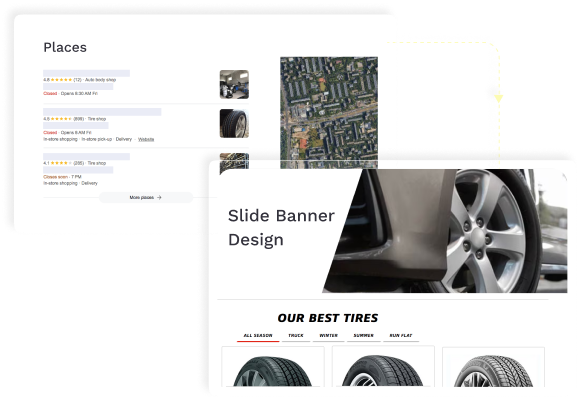 Places
4.8 ★★★★★ (12) · Auto body shop
Closed · Opens 8:30 AM Fri
4.8 ★★★★★ (899) · Tire shop
Closed · Opens 8 AM Fri
In-store shopping · In-store pick-up · Delivery · Website
4.1 ★★★★★ (285) · Tire shop
Closes soon · 7 PM
In-store shopping · Delivery
More places →
Slide Banner
Design
OUR BEST TIRES
ALL SEASON TRUCK WINTER SUMMER RUN FLAT